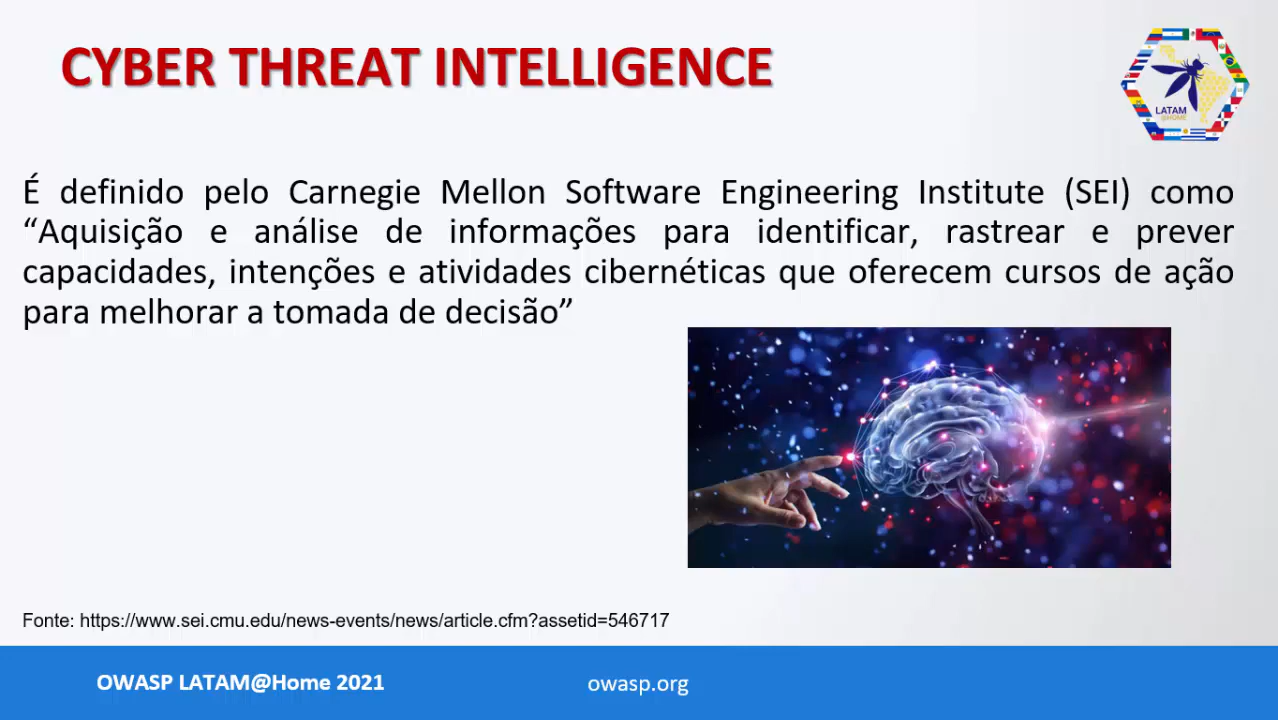 CYBER THREAT INTELLIGENCE
LATAM
@HOME
É definido pelo Carnegie Mellon Software Engineering Institute (SEI) como
“Aquisição e análise de informações para identificar, rastrear e prever
capacidades, intenções e atividades cibernéticas que oferecem cursos de ação
para melhorar a tomada de decisão”
Fonte: https://www.sei.cmu.edu/news-events/news/article.cfm?assetid=546717
OWASP LATAM@Home 2021
owasp.org